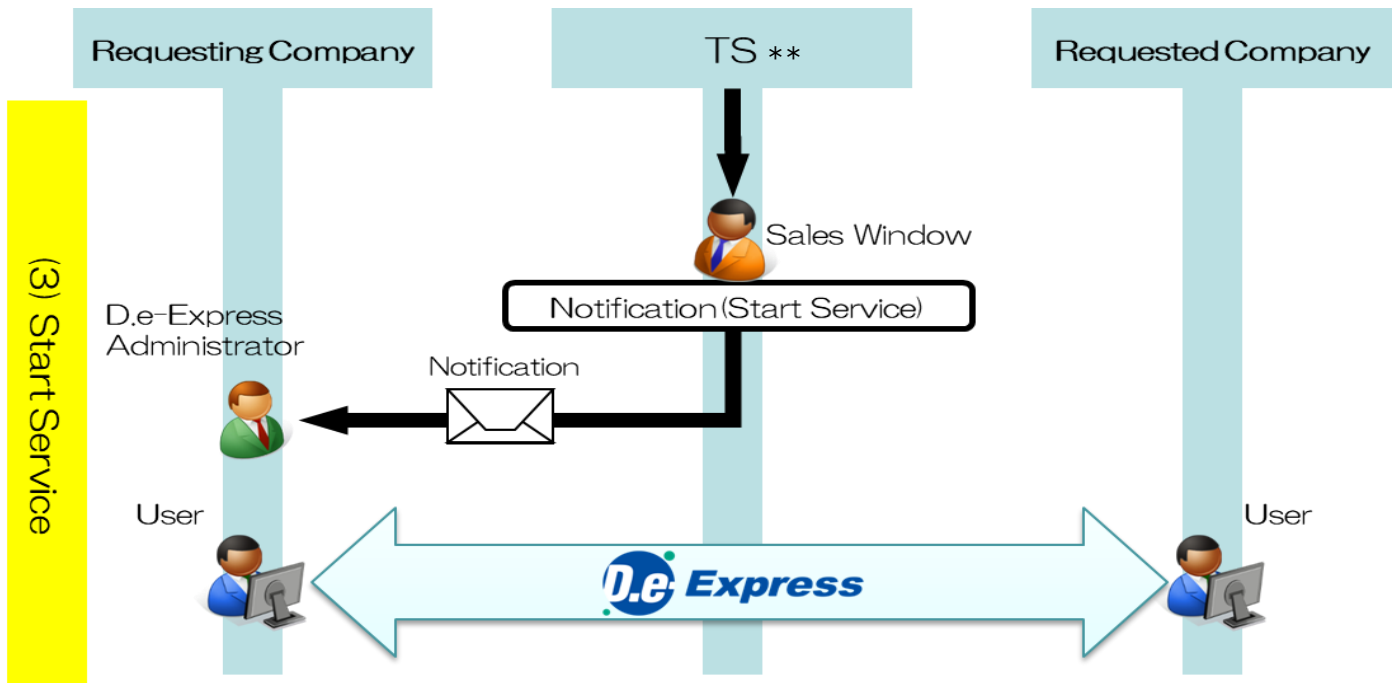 Requesting Company
TS **
Requested Company
Sales Window
Notification (Start Service)
(3) Start Service
D.e-Express
Administrator
Notification
User
User
D.e- Express